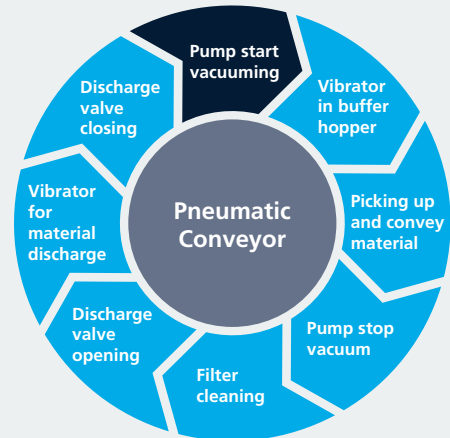 Pump start
vacuuming
Vibrator
in buffer
hopper
Picking up
and convey
material
Pump stop
vacuum
Filter
cleaning
Discharge
valve
opening
Vibrator
for
material
discharge
Discharge
valve
closing
Pneumatic
Conveyor